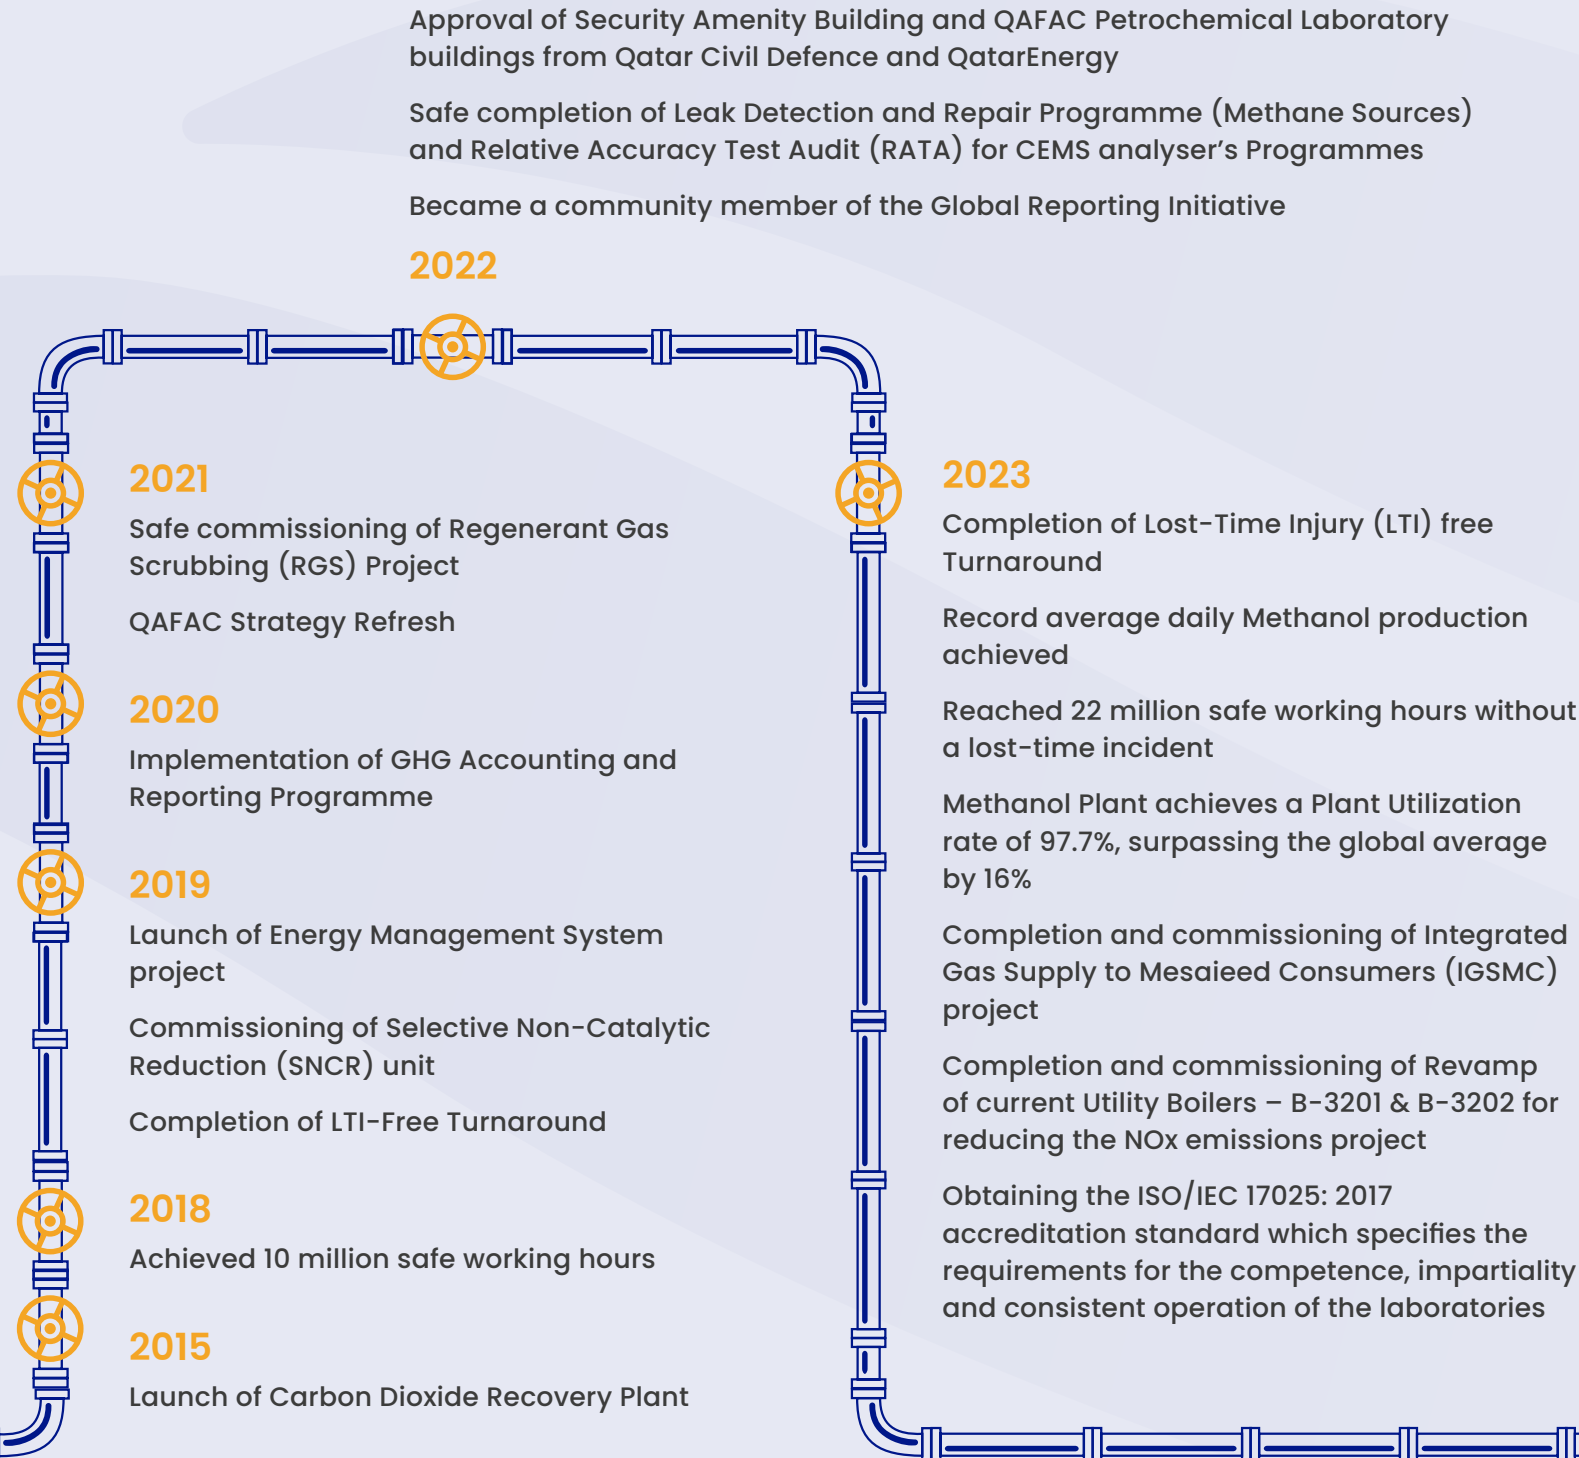 Approval of Security Amenity Building and QAFAC Petrochemical Laboratory
buildings from Qatar Civil Defence and QatarEnergy
Safe completion of Leak Detection and Repair Programme (Methane Sources)
and Relative Accuracy Test Audit (RATA) for CEMS analyser’s Programmes
Became a community member of the Global Reporting Initiative
2022
2021
Safe commissioning of Regenerant Gas
Scrubbing (RGS) Project
QAFAC Strategy Refresh
2020
Implementation of GHG Accounting and
Reporting Programme
2019
Launch of Energy Management System
project
Commissioning of Selective Non-Catalytic
Reduction (SNCR) unit
Completion of LTI-Free Turnaround
2018
Achieved 10 million safe working hours
2015
Launch of Carbon Dioxide Recovery Plant
2023
Completion of Lost-Time Injury (LTI) free
Turnaround
Record average daily Methanol production
achieved
Reached 22 million safe working hours without
a lost-time incident
Methanol Plant achieves a Plant Utilization
rate of 97.7%, surpassing the global average
by 16%
Completion and commissioning of Integrated
Gas Supply to Mesaieed Consumers (IGSMC)
project
Completion and commissioning of Revamp
of current Utility Boilers – B-3201 & B-3202 for
reducing the NOx emissions project
Obtaining the ISO/IEC 17025: 2017
accreditation standard which specifies the
requirements for the competence, impartiality
and consistent operation of the laboratories